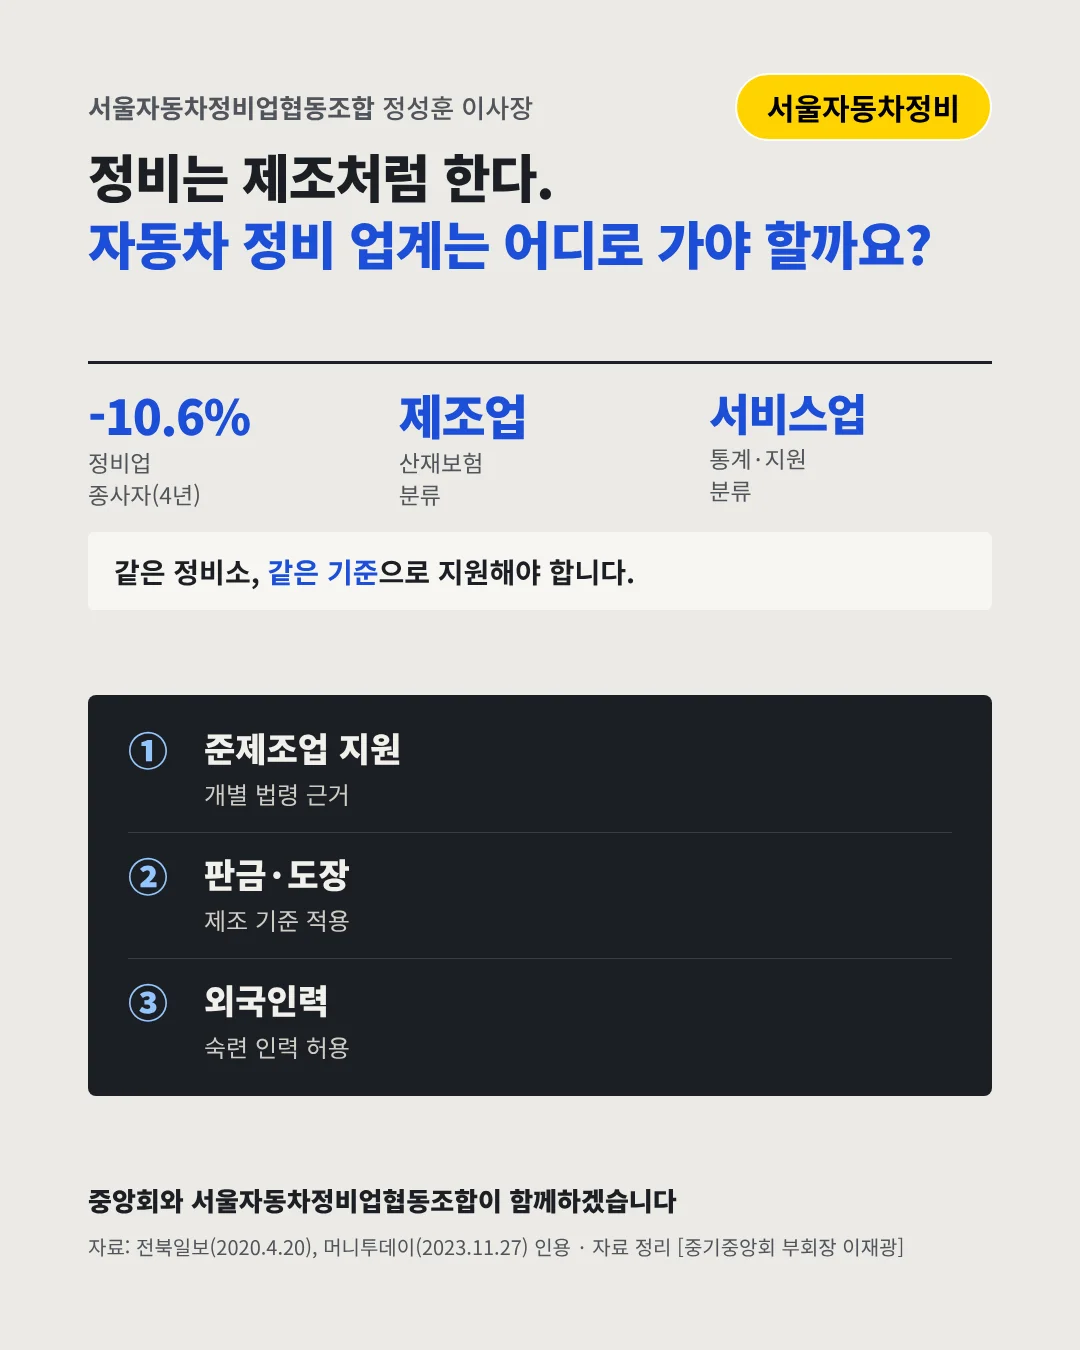 서울자동차정비업협동조합 정성훈 이사장
서울자동차정비
정비는 제조처럼 한다.
자동차 정비 업계는 어디로 가야 할까요?
-10.6%
정비업
종사자(4년)
제조업
산재보험
분류
서비스업
통계·지원
분류
같은 정비소, 같은 기준으로 지원해야 합니다.
① 준제조업 지원
개별 법령 근거
② 판금·도장
제조 기준 적용
③ 외국인력
숙련 인력 허용
중앙회와 서울자동차정비업협동조합이 함께하겠습니다
자료: 전북일보(2020.4.20), 머니투데이(2023.11.27) 인용 · 자료 정리 [중기중앙회 부회장 이재광]